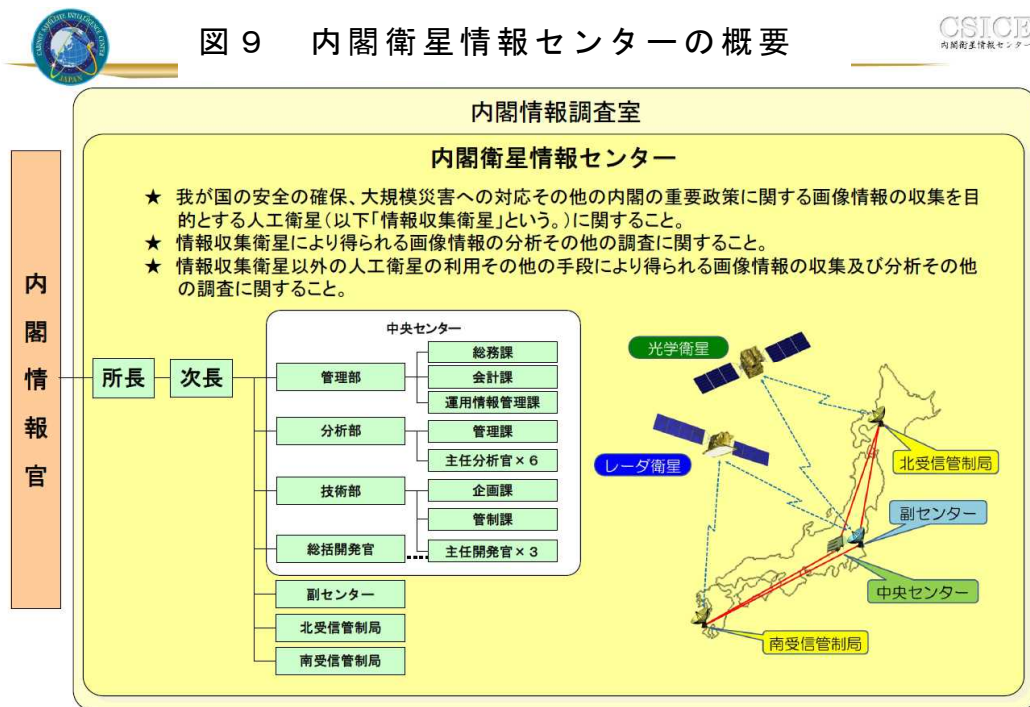 CABINET SATELLITE INTELLIGENCE CENTER
JAPAN
図９　内閣衛星情報センターの概要
CSICE
内閣衛星情報センター
内閣情報調査室
内閣衛星情報センター
★ 我が国の安全の確保、大規模災害への対応その他の内閣の重要政策に関する画像情報の収集を目
的とする人工衛星（以下「情報収集衛星」という。）に関すること。
★ 情報収集衛星により得られる画像情報の分析その他の調査に関すること。
★ 情報収集衛星以外の人工衛星の利用その他の手段により得られる画像情報の収集及び分析その他
の調査に関すること。
内閣情報官
所長
次長
中央センター
管理部
総務課
会計課
運用情報管理課
分析部
管理課
主任分析官×６
技術部
企画課
管制課
総括開発官
主任開発官×３
副センター
北受信管制局
南受信管制局
光学衛星
レーダ衛星
北受信管制局
副センター
中央センター
南受信管制局